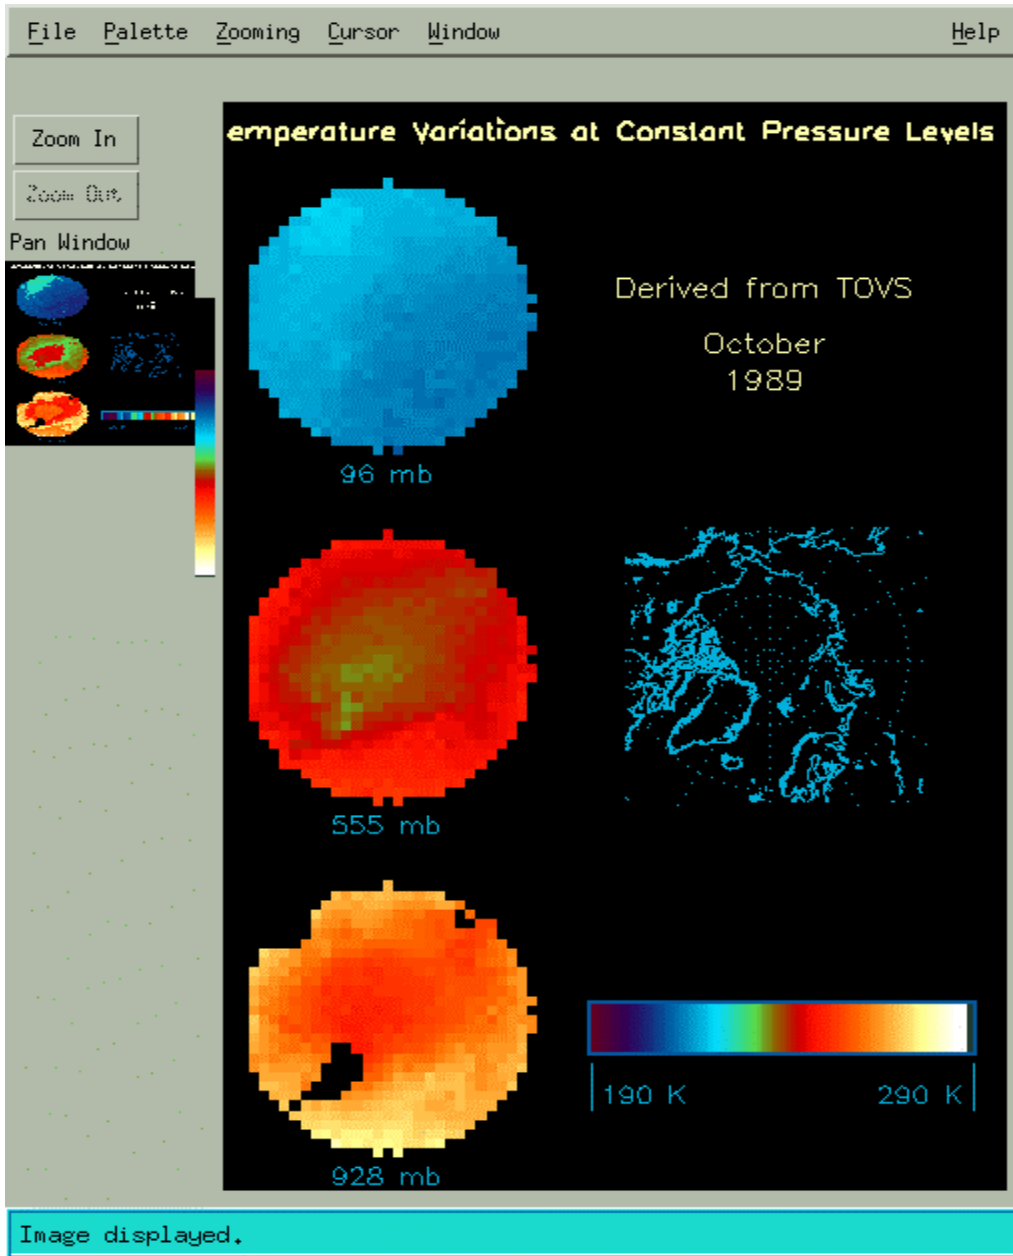 File Palette Zooming Cursor Window Help
Zoom In
Zoom Out
Pan Window
emperature Variations at Constant Pressure Levels
Derived from TOVS
October
1989
96 mb
555 mb
928 mb
190 K 290 K
Image displayed.